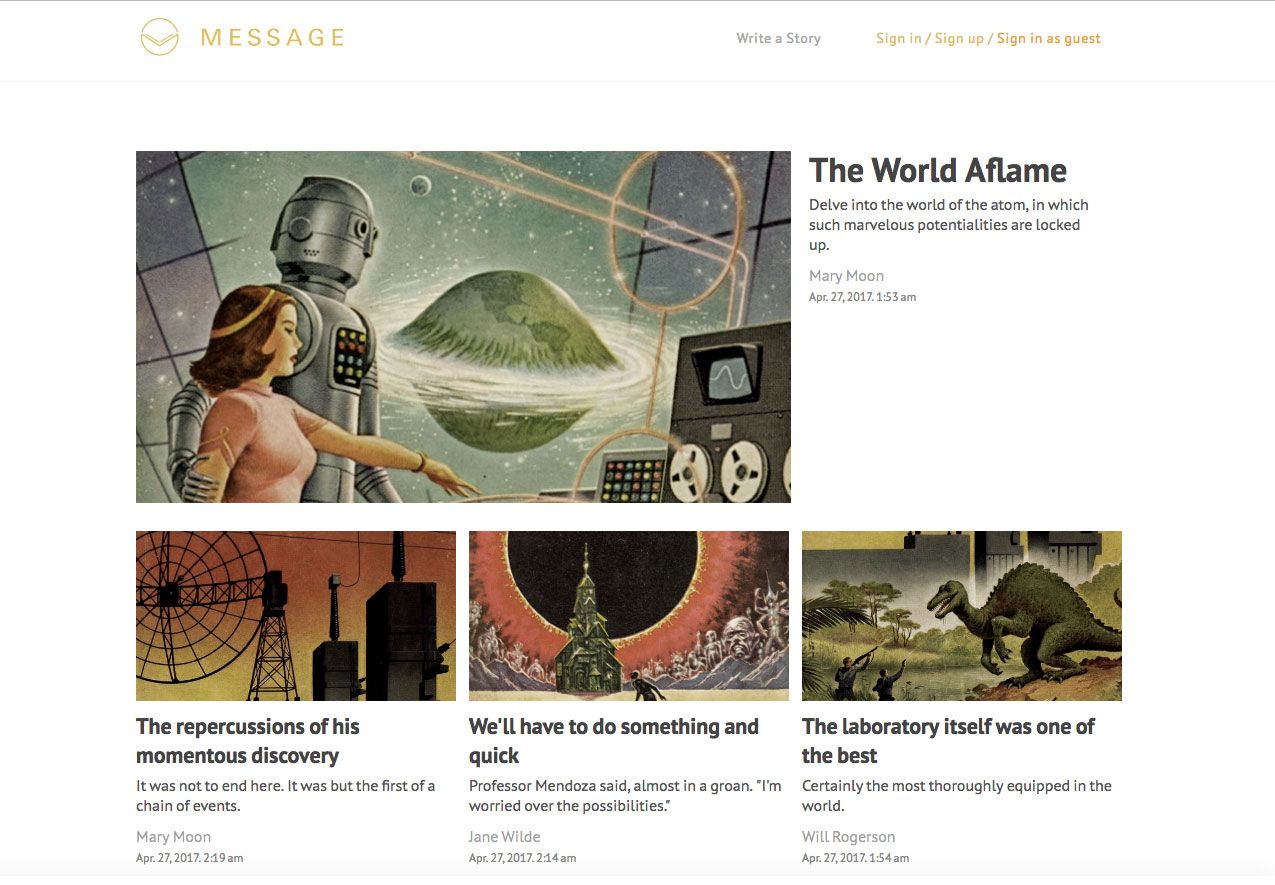 MESSAGE
Write a Story
Sign in / Sign up / Sign in as guest
The World Aflame
Delve into the world of the atom, in which
such marvelous potentialities are locked
up.
Mary Moon
Apr. 27, 2017. 1:53 am
The repercussions of his
momentous discovery
It was not to end here. It was but the first of a
chain of events.
Mary Moon
Apr. 27, 2017. 2:19 am
We'll have to do something and
quick
Professor Mendoza said, almost in a groan. "I'm
worried over the possibilities."
Jane Wilde
Apr. 27, 2017. 2:14 am
The laboratory itself was one of
the best
Certainly the most thoroughly equipped in the
world.
Will Rogerson
Apr. 27, 2017. 1:54 am